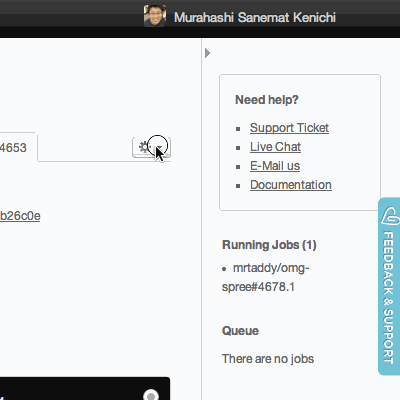 Murahashi Sanemat Kenichi
4653
b26c0e
Need help?
Support Ticket
Live Chat
E-Mail us
Documentation
Running Jobs (1)
mrtaddy/omg-
spree#4678.1
Queue
There are no jobs
FEEDBACK & SUPPORT